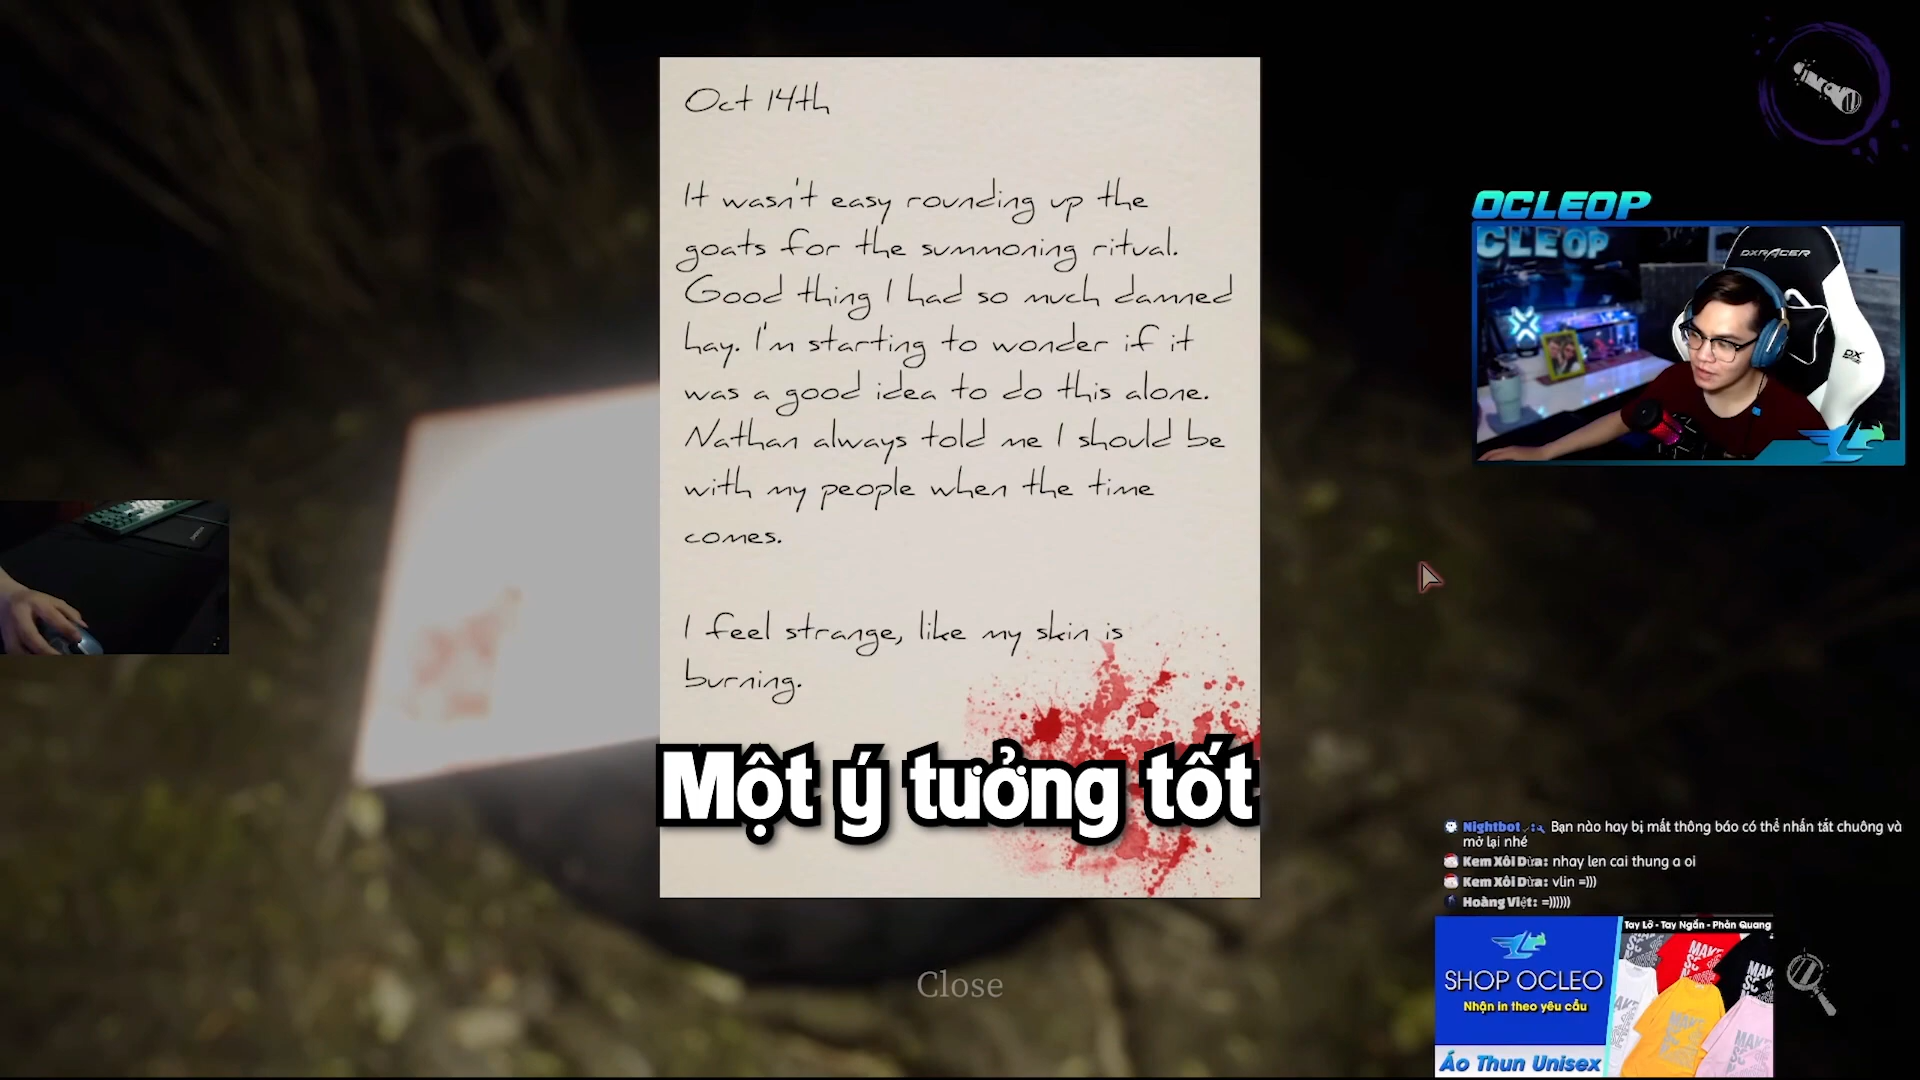 Oct 14th
It wasn't easy rounding up the
goats for the summoning ritual.
Good thing I had so much damned
hay. I'm starting to wonder if it
was a good idea to do this alone.
Nathan always told me I should be
with my people when the time
comes.
I feel strange, like my skin is
burning.
Một ý tưởng tốt
Close
OCLEOP
CLEOP
DXRACER
DX
Nightbot: Bạn nào hay bị mất thông báo có thể nhấn tắt chuông và
mở lại nhé
Kem Xôi Dừa: nhay len cai thung a oi
Kem Xôi Dừa: vlin =)))
Hoàng Việt: =))))))
Tay Lỡ - Tay Ngắn - Phản Quang
SHOP OCLEO
Nhận in theo yêu cầu
Áo Thun Unisex